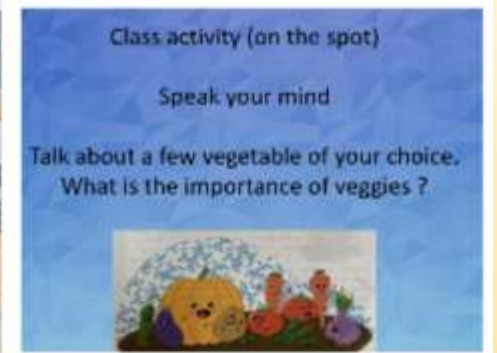 Class activity (on the spot)
Speak your mind
Talk about a few vegetable of your choice.
What is the importance of veggies ?